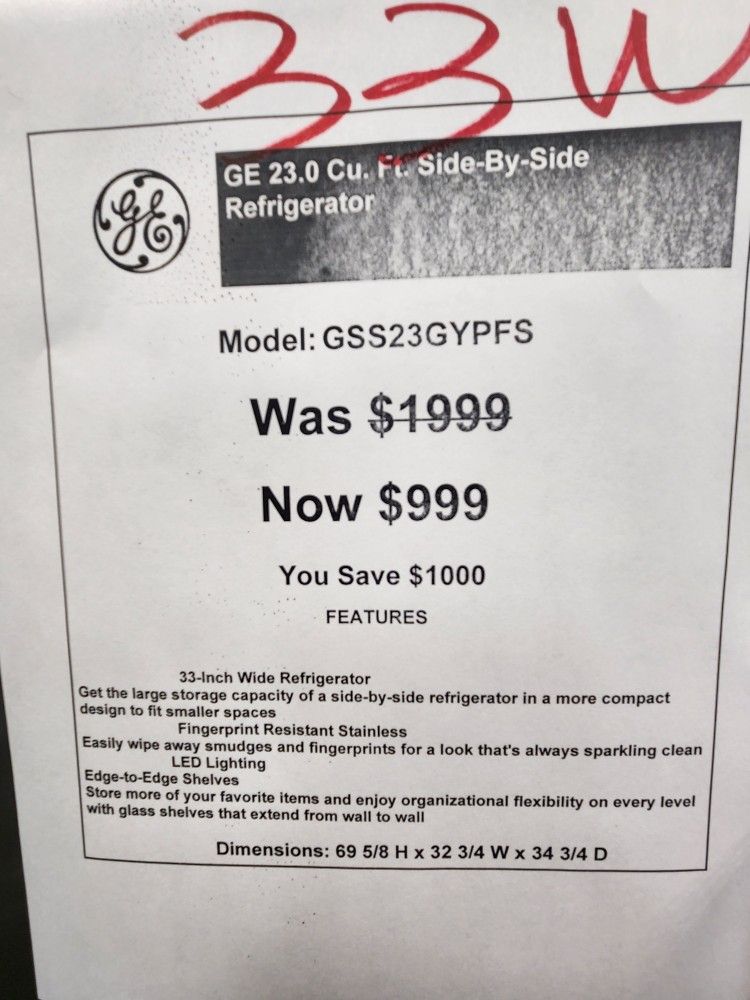 33 W
GE
GE 23.0 Cu. Ft. Side-By-Side
Refrigerator
Model: GSS23GYPFS
Was $1999
Now $999
You Save $1000
FEATURES
33-Inch Wide Refrigerator
Get the large storage capacity of a side-by-side refrigerator in a more compact
design to fit smaller spaces
Fingerprint Resistant Stainless
Easily wipe away smudges and fingerprints for a look that's always sparkling clean
LED Lighting
Edge-to-Edge Shelves
Store more of your favorite items and enjoy organizational flexibility on every level
with glass shelves that extend from wall to wall
Dimensions: 69 5/8 H x 32 3/4 W x 34 3/4 D